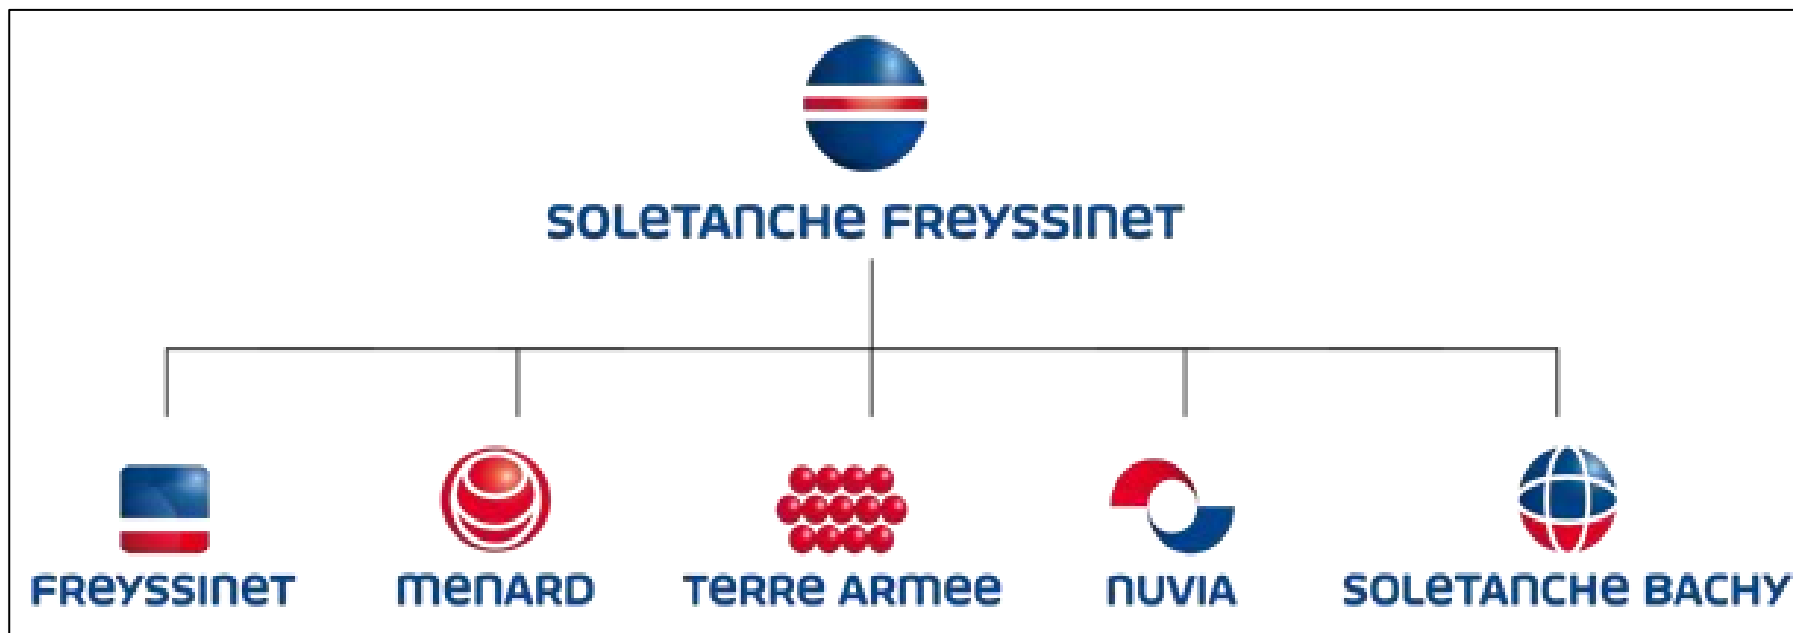 SOLeTANCHe FReYSSINeT
FReYSSINeT
MeNARD
TeRRe ARMee
NUVIA
SOLeTANCHe BACHY